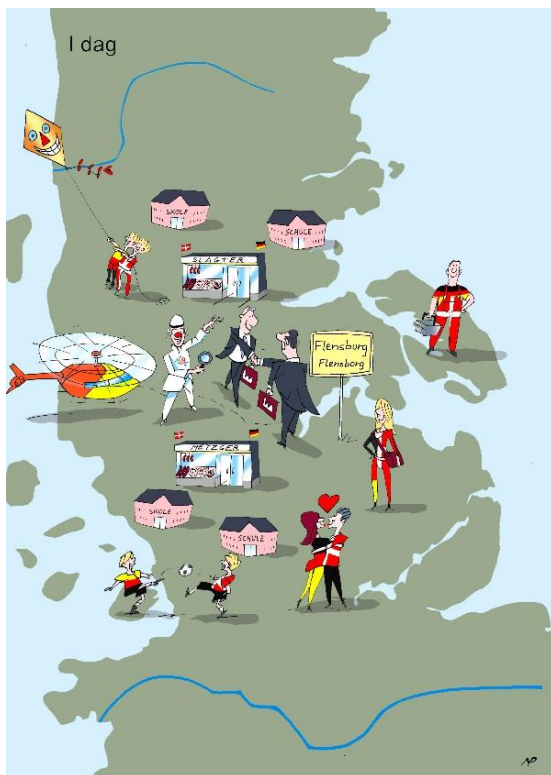 I dag
SKOLE
SCHULE
SLAGTER
Flensburg
Flensborg
METZGER
SKOLE
SCHULE